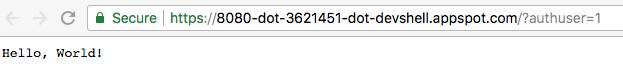 Secure https://8080-dot-3621451-dot-devshell.appspot.com/?authuser=1
Hello, World!